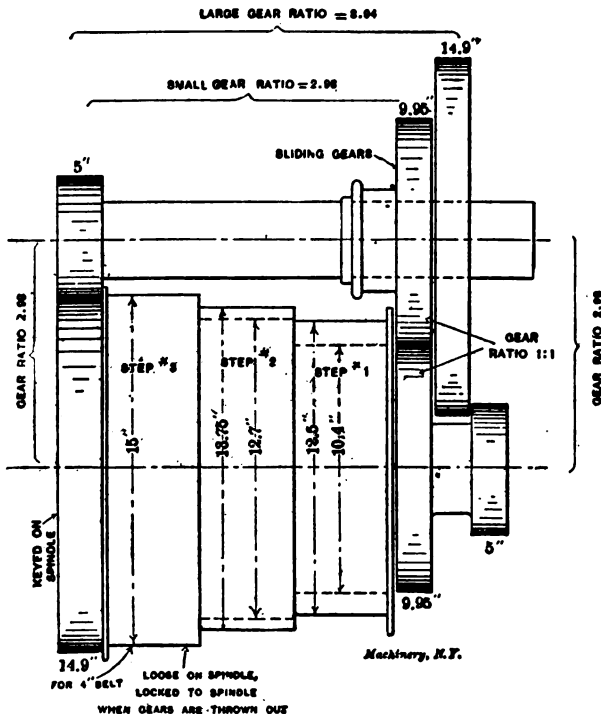 LARGE GEAR RATIO = 8.94
14.9"
SMALL GEAR RATIO = 2.98
9.95"
SLIDING GEARS
5"
GEAR RATIO 2.98
GEAR RATIO 2.98
GEAR
RATIO 1:1
STEP #3
STEP #2
STEP #1
15"
13.75"
12.7"
12.5"
10.4"
KEYED ON
SPINDLE
5"
9.95"
14.9"
Machinery, N.Y.
FOR 4" BELT
LOOSE ON SPINDLE,
LOCKED TO SPINDLE
WHEN GEARS ARE THROWN OUT